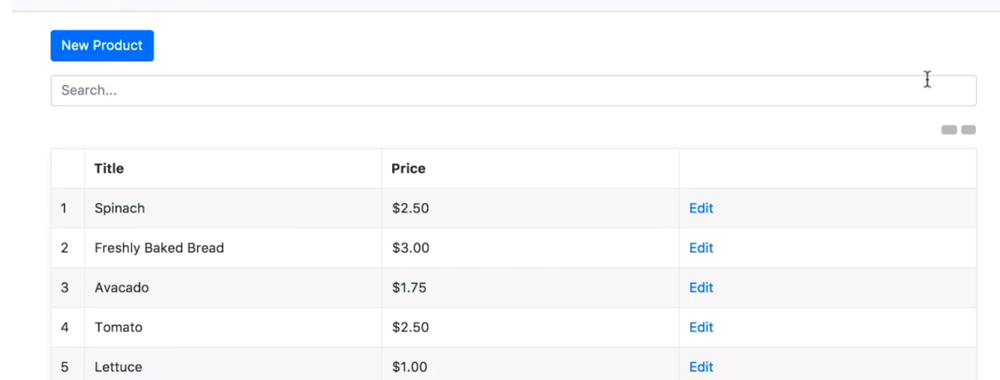 New Product
Search...
Title Price
1 Spinach $2.50 Edit
2 Freshly Baked Bread $3.00 Edit
3 Avacado $1.75 Edit
4 Tomato $2.50 Edit
5 Lettuce $1.00 Edit